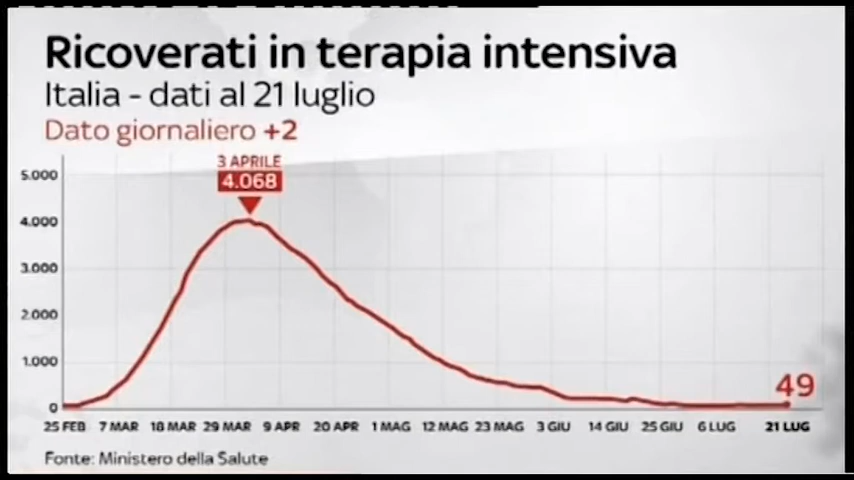 Ricoverati in terapia intensiva
Italia - dati al 21 luglio
Dato giornaliero +2
3 APRILE
4.068
5.000
4.000
3.000
2.000
1.000
0
49
25 FEB 7 MAR 18 MAR 29 MAR 9 APR 20 APR 1 MAG 12 MAG 23 MAG 3 GIU 14 GIU 25 GIU 6 LUG 21 LUG
Fonte: Ministero della Salute